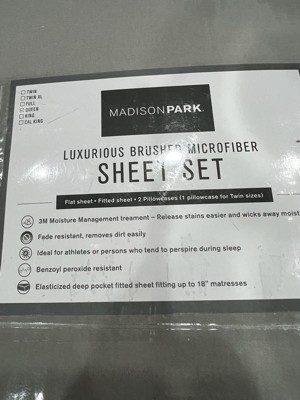 TWIN
TWIN XL
FULL
QUEEN
KING
CAL KING
MADISONPARK.
LUXURIOUS BRUSHED MICROFIBER
SHEET SET
Flat sheet • Fitted sheet • 2 Pillowcases (1 pillowcase for Twin sizes)
3M Moisture Management treament – Release stains easier and wicks away moist
Fade resistant, removes dirt easily
Ideal for athletes or persons who tend to perspire during sleep
Benzoyl peroxide resistant
Elasticized deep pocket fitted sheet fitting up to 18" matresses